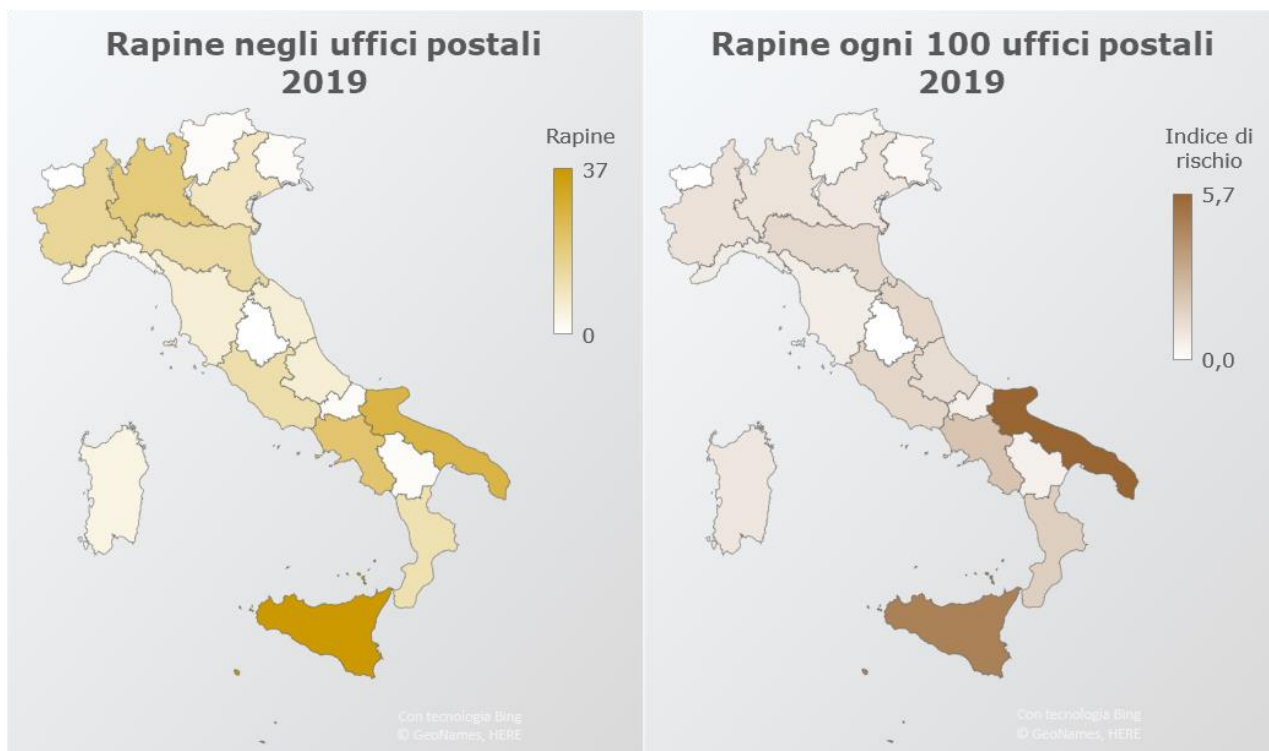 Rapine negli uffici postali
2019
Rapine
37
0
Con tecnologia Bing
© GeoNames, HERE
Rapine ogni 100 uffici postali
2019
Indice di
rischio
5,7
0,0
Con tecnologia Bing
© GeoNames, HERE